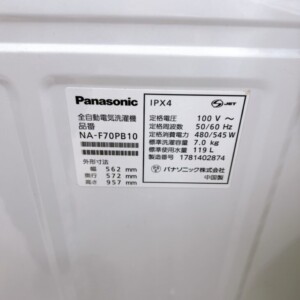 Panasonic
全自動電気洗濯機
品番
NA-F70PB10
外形寸法
幅 562 mm
奥行 572 mm
高さ 957 mm
IPX4
JET
定格電圧 100 V ～
定格周波数 50/60 Hz
定格消費電力 480/545 W
標準洗濯容量 7.0 kg
標準使用水量 119 L
製造番号 1781402874
パナソニック株式会社
中国製